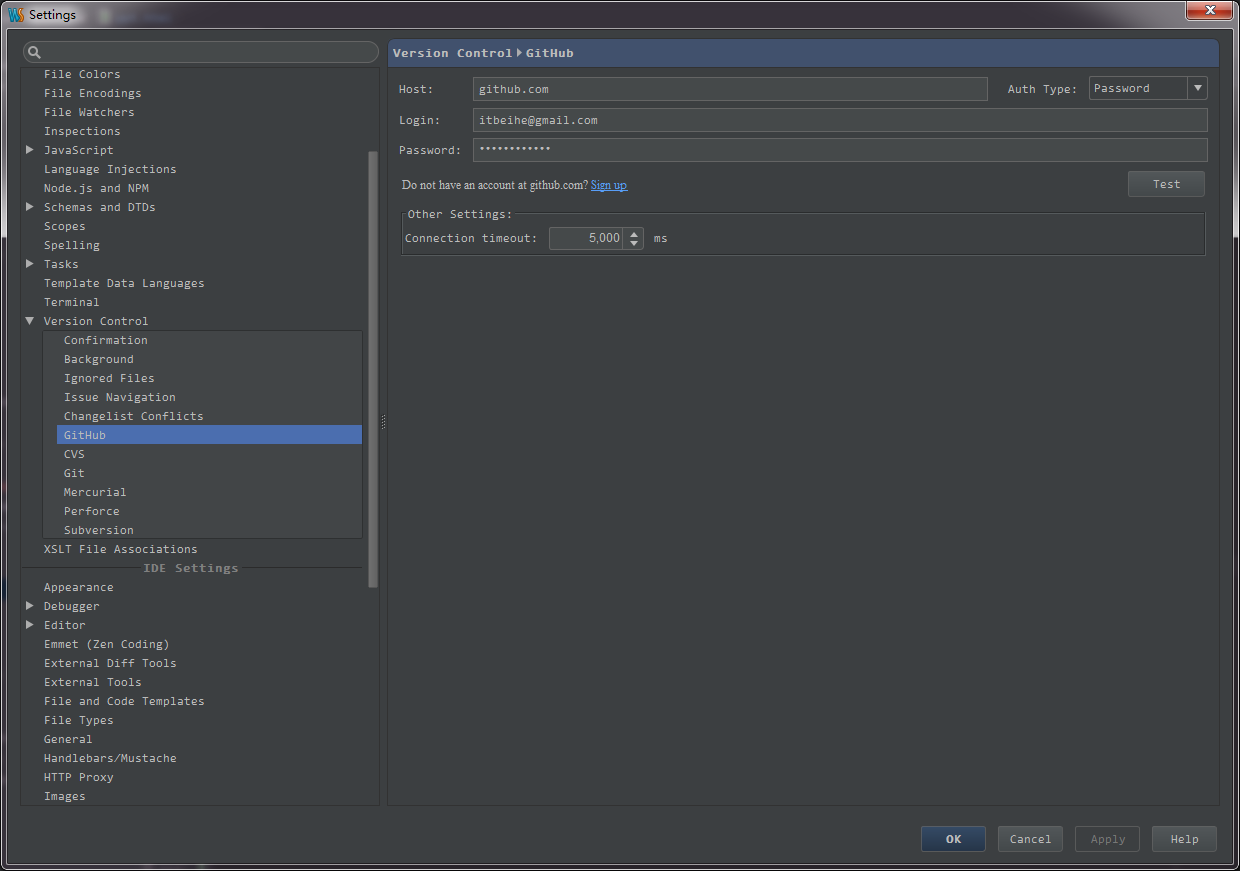 Settings
File Colors
File Encodings
File Watchers
Inspections
JavaScript
Language Injections
Node.js and NPM
Schemas and DTDs
Scopes
Spelling
Tasks
Template Data Languages
Terminal
Version Control
Confirmation
Background
Ignored Files
Issue Navigation
Changelist Conflicts
GitHub
CVS
Git
Mercurial
Perforce
Subversion
XSLT File Associations
IDE Settings
Appearance
Debugger
Editor
Emmet (Zen Coding)
External Diff Tools
External Tools
File and Code Templates
File Types
General
Handlebars/Mustache
HTTP Proxy
Images
Version Control GitHub
Host: github.com Auth Type: Password
Login: itbeihe@gmail.com
Password: ••••••••••••
Do not have an account at github.com? Sign up
Test
Other Settings:
Connection timeout: 5,000 ms
OK Cancel Apply Help